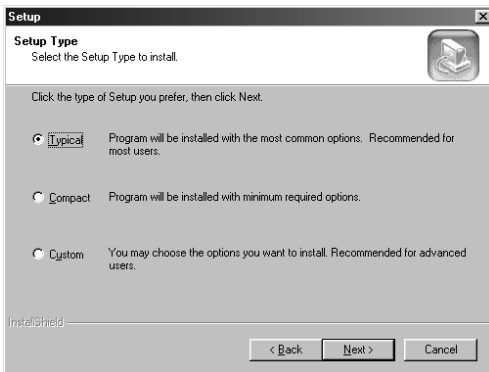 Setup
Setup Type
Select the Setup Type to install.
Click the type of Setup you prefer, then click Next.
Typical
Program will be installed with the most common options. Recommended for
most users.
Compact
Program will be installed with minimum required options.
Custom
You may choose the options you want to install. Recommended for advanced
users.
InstallShield
< Back
Next >
Cancel